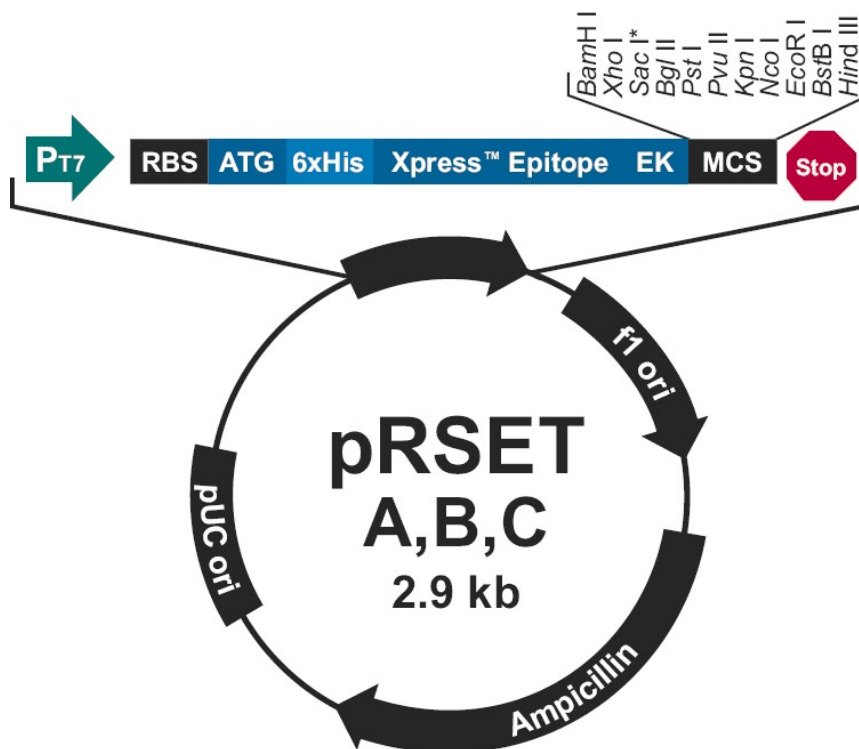 BamH I
Xho I
Sac I*
Bgl II
Pst I
Pvu II
Kpn I
Nco I
EcoR I
BstB I
Hind III
PT7
RBS ATG 6xHis Xpress™ Epitope EK MCS Stop
f1 ori
pRSET
A,B,C
2.9 kb
pUC ori
Ampicillin